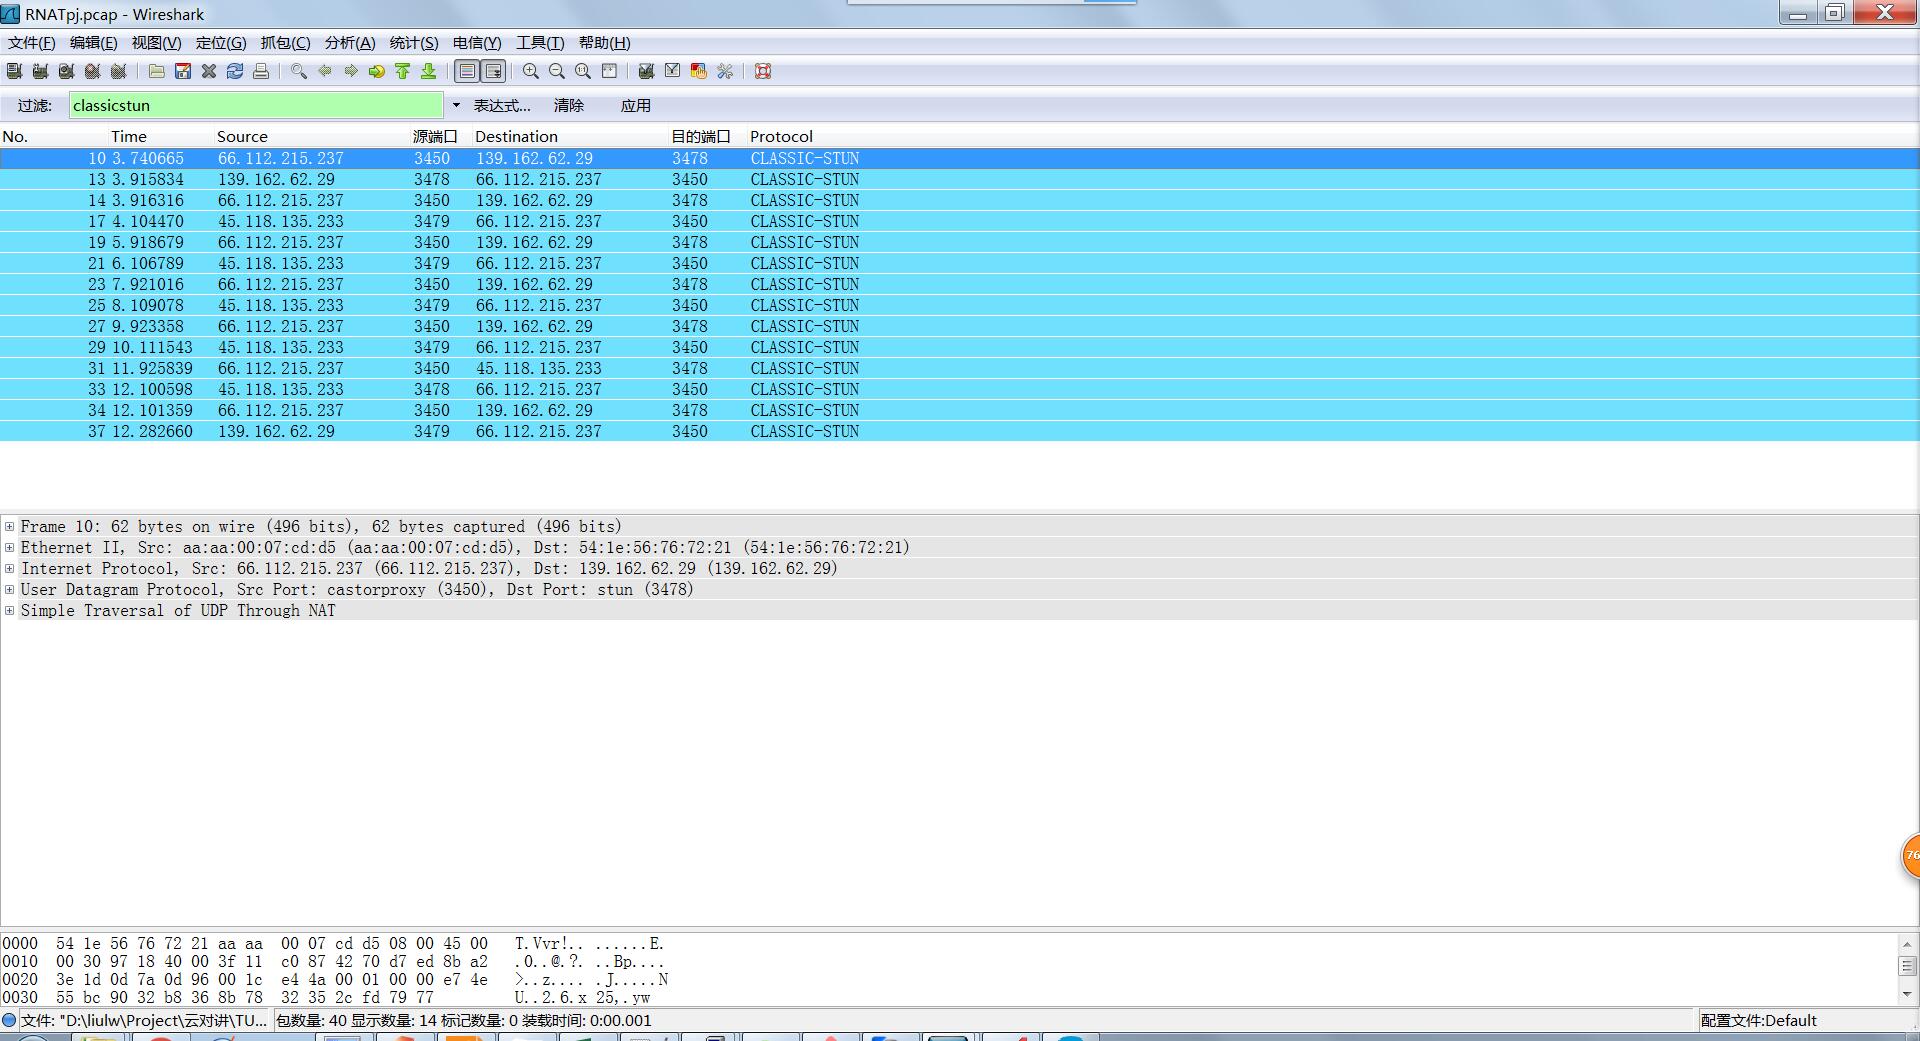 RNATpj.pcap - Wireshark
文件(F) 编辑(E) 视图(V) 定位(G) 抓包(C) 分析(A) 统计(S) 电信(Y) 工具(T) 帮助(H)
过滤: classicstun 表达式... 清除 应用
No. Time Source 源端口 Destination 目的端口 Protocol
10 3.740665 66.112.215.237 3450 139.162.62.29 3478 CLASSIC-STUN
13 3.915834 139.162.62.29 3478 66.112.215.237 3450 CLASSIC-STUN
14 3.916316 66.112.215.237 3450 139.162.62.29 3478 CLASSIC-STUN
17 4.104470 45.118.135.233 3479 66.112.215.237 3450 CLASSIC-STUN
19 5.918679 66.112.215.237 3450 139.162.62.29 3478 CLASSIC-STUN
21 6.106789 45.118.135.233 3479 66.112.215.237 3450 CLASSIC-STUN
23 7.921016 66.112.215.237 3450 139.162.62.29 3478 CLASSIC-STUN
25 8.109078 45.118.135.233 3479 66.112.215.237 3450 CLASSIC-STUN
27 9.923358 66.112.215.237 3450 139.162.62.29 3478 CLASSIC-STUN
29 10.111543 45.118.135.233 3479 66.112.215.237 3450 CLASSIC-STUN
31 11.925839 66.112.215.237 3450 45.118.135.233 3478 CLASSIC-STUN
33 12.100598 45.118.135.233 3478 66.112.215.237 3450 CLASSIC-STUN
34 12.101359 66.112.215.237 3450 139.162.62.29 3478 CLASSIC-STUN
37 12.282660 139.162.62.29 3479 66.112.215.237 3450 CLASSIC-STUN
Frame 10: 62 bytes on wire (496 bits), 62 bytes captured (496 bits)
Ethernet II, Src: aa:aa:00:07:cd:d5 (aa:aa:00:07:cd:d5), Dst: 54:1e:56:76:72:21 (54:1e:56:76:72:21)
Internet Protocol, Src: 66.112.215.237 (66.112.215.237), Dst: 139.162.62.29 (139.162.62.29)
User Datagram Protocol, Src Port: castorproxy (3450), Dst Port: stun (3478)
Simple Traversal of UDP Through NAT
76
0000 54 1e 56 76 72 21 aa aa 00 07 cd d5 08 00 45 00 T.Vvr!.. ......E.
0010 00 30 97 18 40 00 3f 11 c0 87 42 70 d7 ed 8b a2 .0..@.?. ..Bp....
0020 3e 1d 0d 7a 0d 96 00 1c e4 4a 00 01 00 00 e7 4e >..z.... .J.....N
0030 55 bc 90 32 b8 36 8b 78 32 35 2c fd 79 77 U..2.6.x 25,.yw
文件: "D:\liulw\Project\云对讲\TU... 包数量: 40 显示数量: 14 标记数量: 0 装载时间: 0:00.001 配置文件:Default